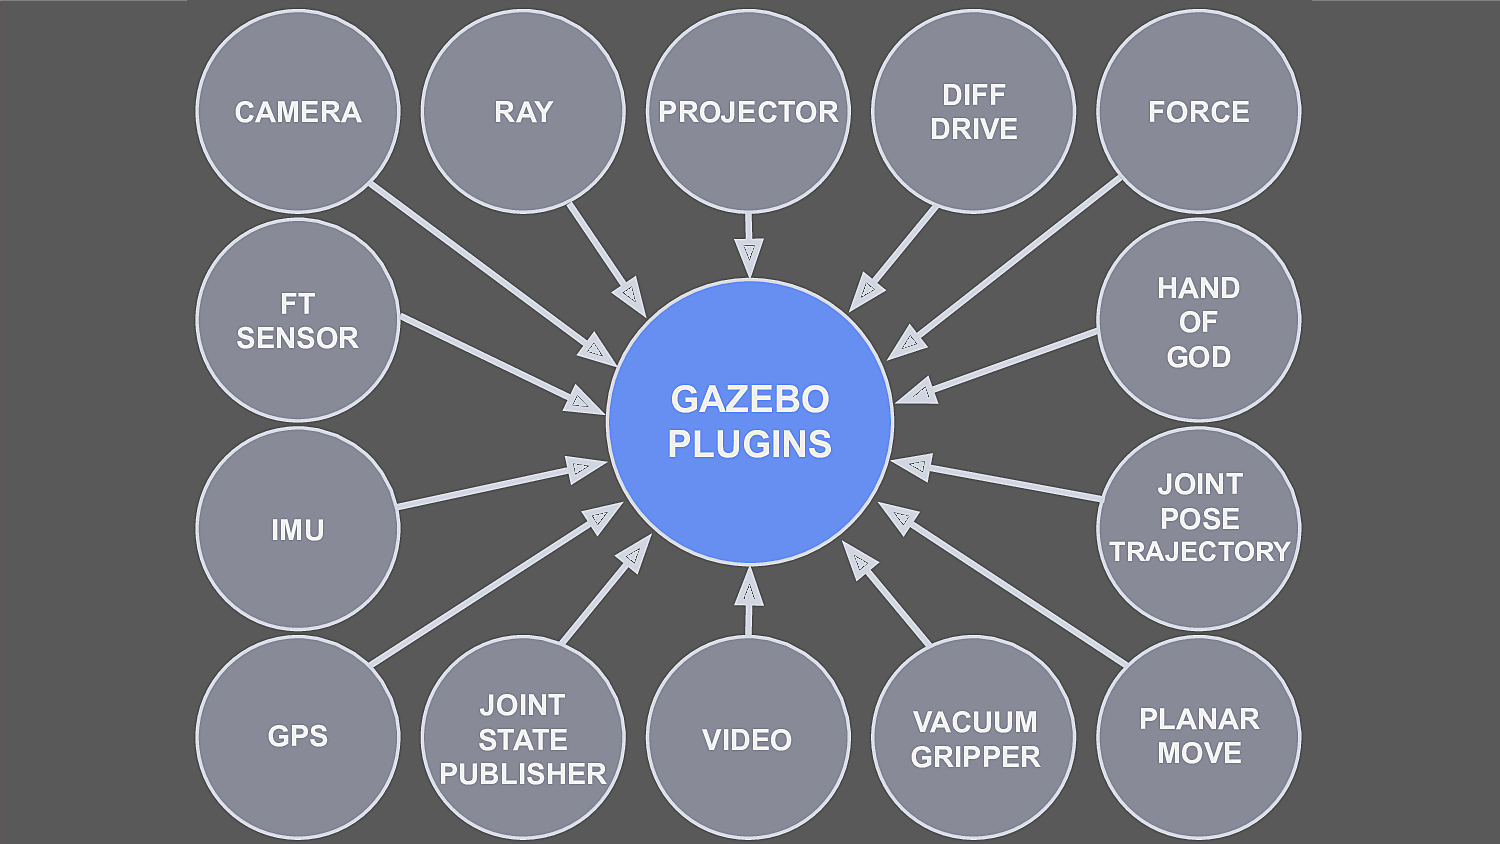 CAMERA
RAY
PROJECTOR
DIFF
DRIVE
FORCE
FT
SENSOR
HAND
OF
GOD
GAZEBO
PLUGINS
IMU
JOINT
POSE
TRAJECTORY
GPS
JOINT
STATE
PUBLISHER
VIDEO
VACUUM
GRIPPER
PLANAR
MOVE